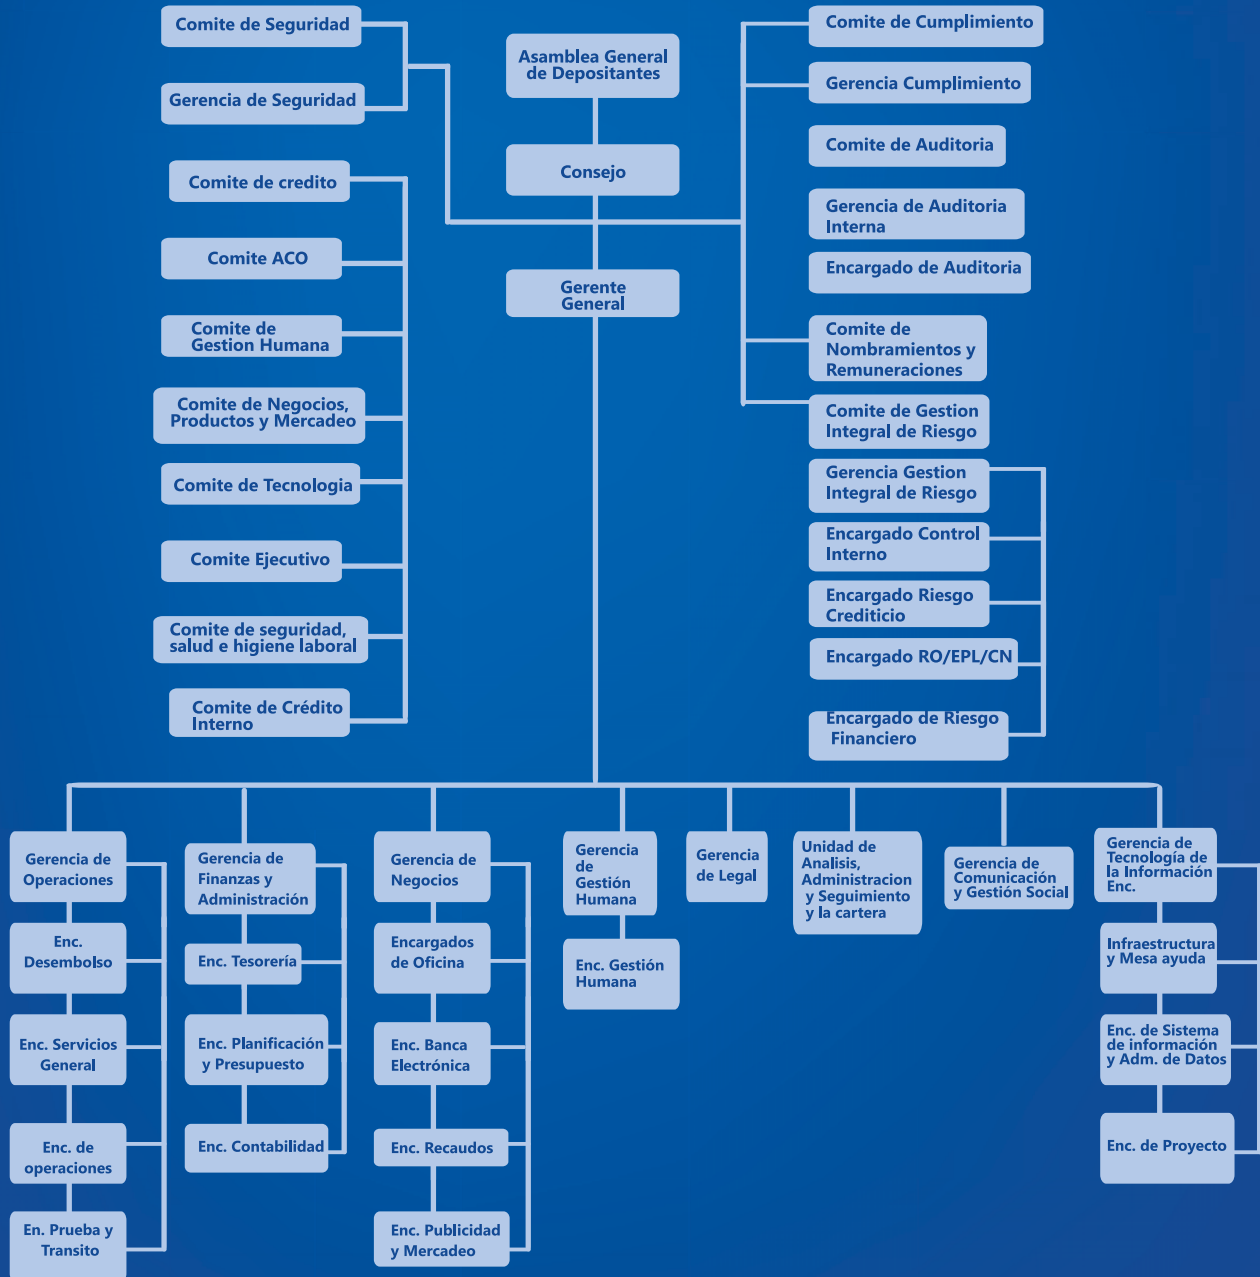 Comite de Seguridad
Gerencia de Seguridad
Asamblea General
de Depositantes
Consejo
Gerente
General
Comite de Cumplimiento
Gerencia Cumplimiento
Comite de Auditoria
Gerencia de Auditoria
Interna
Encargado de Auditoria
Comite de
Nombramientos y
Remuneraciones
Comite de Gestion
Integral de Riesgo
Gerencia Gestion
Integral de Riesgo
Encargado Control
Interno
Encargado Riesgo
Crediticio
Encargado RO/EPL/CN
Encargado de Riesgo
Financiero
Comite de credito
Comite ACO
Comite de
Gestion Humana
Comite de Negocios,
Productos y Mercadeo
Comite de Tecnologia
Comite Ejecutivo
Comite de seguridad,
salud e higiene laboral
Comite de Crédito
Interno
Gerencia de
Operaciones
Enc.
Desembolso
Enc. Servicios
General
Enc. de
operaciones
En. Prueba y
Transito
Gerencia de
Finanzas y
Administración
Enc. Tesorería
Enc. Planificación
y Presupuesto
Enc. Contabilidad
Gerencia de
Negocios
Encargados
de Oficina
Enc. Banca
Electrónica
Enc. Recaudos
Enc. Publicidad
y Mercadeo
Gerencia
de
Gestión
Humana
Enc. Gestión
Humana
Gerencia
de Legal
Unidad de
Analisis,
Administracion
y Seguimiento
y la cartera
Gerencia de
Comunicación
y Gestión Social
Gerencia de
Tecnología de
la Información
Enc.
Infraestructura
y Mesa ayuda
Enc. de Sistema
de información
y Adm. de Datos
Enc. de Proyecto